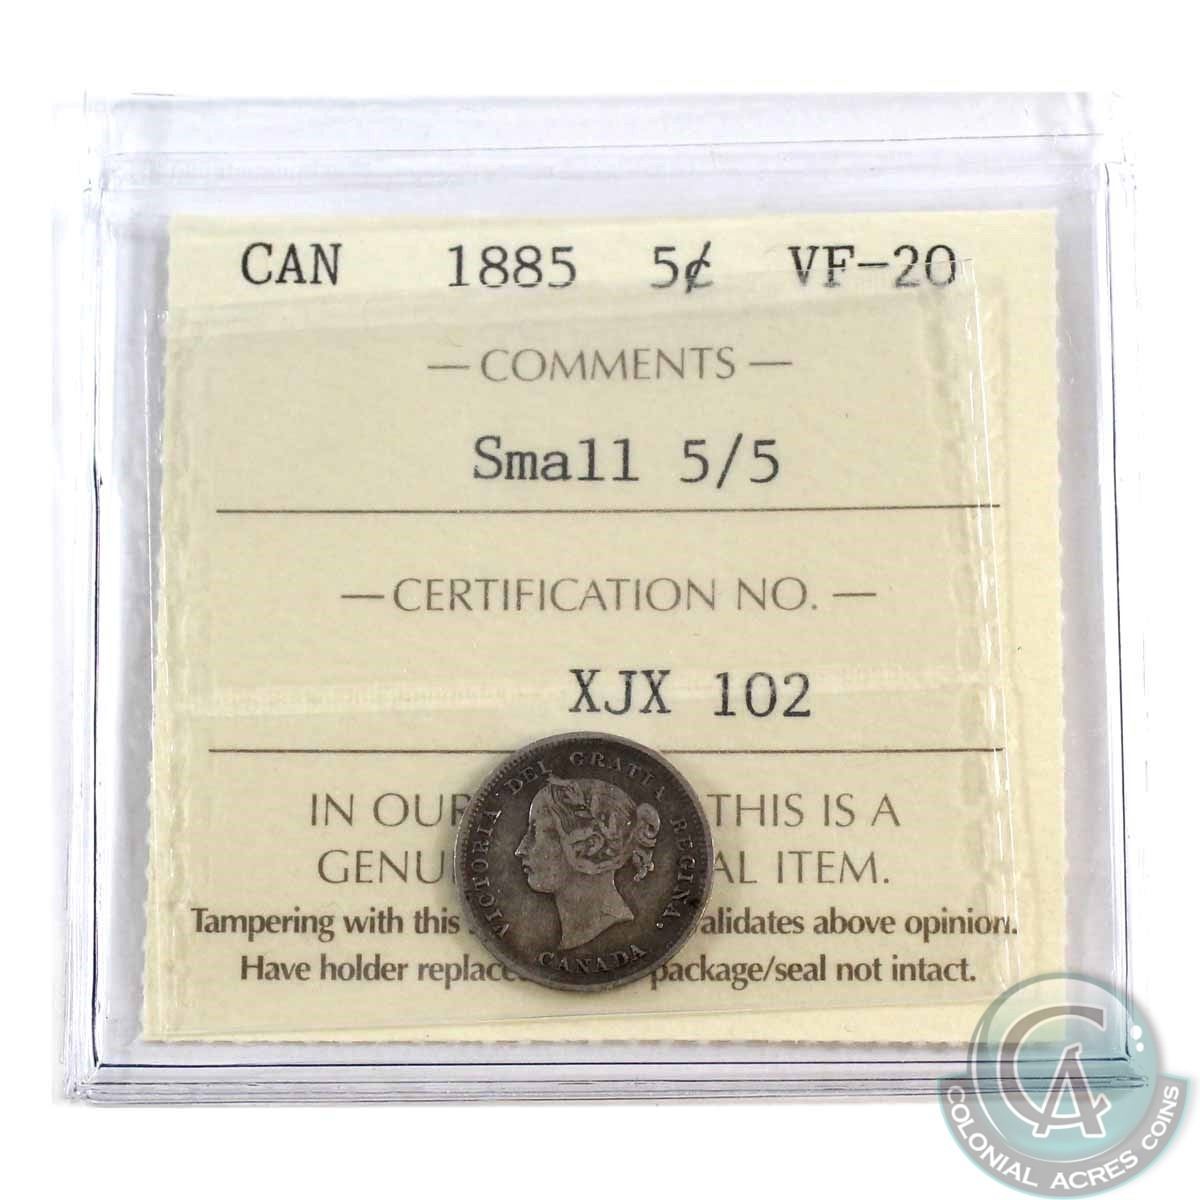 CAN 1885 5¢ VF-20
— COMMENTS —
Small 5/5
— CERTIFICATION NO. —
XJX 102
IN OUR THIS IS A
GENU AL ITEM.
Tampering with this alidates above opinion.
Have holder replace package/seal not intact.
VICTORIA · DEI GRATIA REGINA ·
CANADA
CA
COLONIAL ACRES COINS